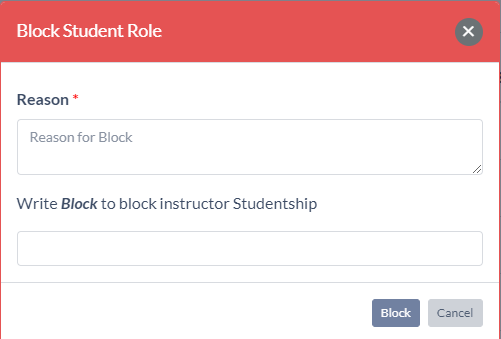 Block Student Role
Reason *
Reason for Block
Write Block to block instructor Studentship
Block Cancel